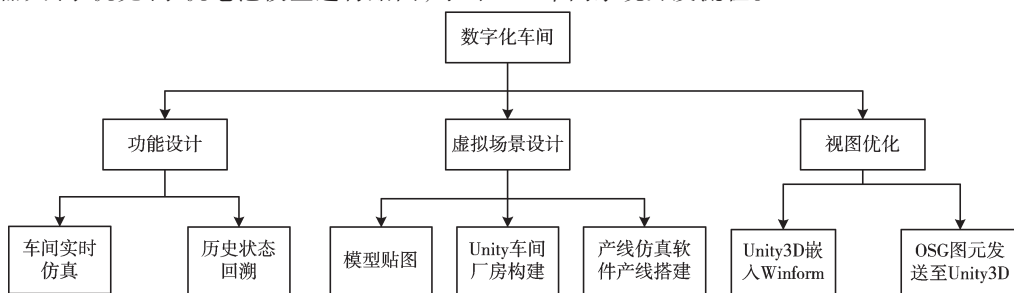 数字化车间
功能设计
虚拟场景设计
视图优化
车间实时
仿真
历史状态
回溯
模型贴图
Unity车间
厂房构建
产线仿真软
件产线搭建
Unity3D嵌
入Winform
OSG图元发
送至Unity3D